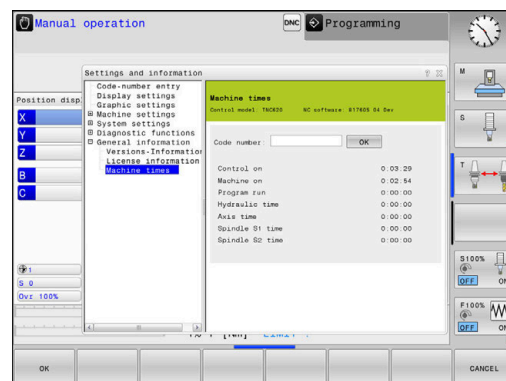 Manual operation
DNC
Programming
Settings and information
Position disp
X
Y
Z
B
C
1
S 0
Ovr 100%
Code-number entry
Display settings
Graphic settings
Machine settings
System settings
Diagnostic functions
General information
Versions-Information
License information
Machine times
Machine times
Control model: TNC620 NC software: 817605 04 Dev
Code number:
OK
Control on 0:03:29
Machine on 0:02:54
Program run 0:00:00
Hydraulic time 0:00:00
Axis time 0:00:00
Spindle S1 time 0:00:00
Spindle S2 time 0:00:00
M
S
T
S100%
OFF ON
F100%
OFF ON
OK
CANCEL